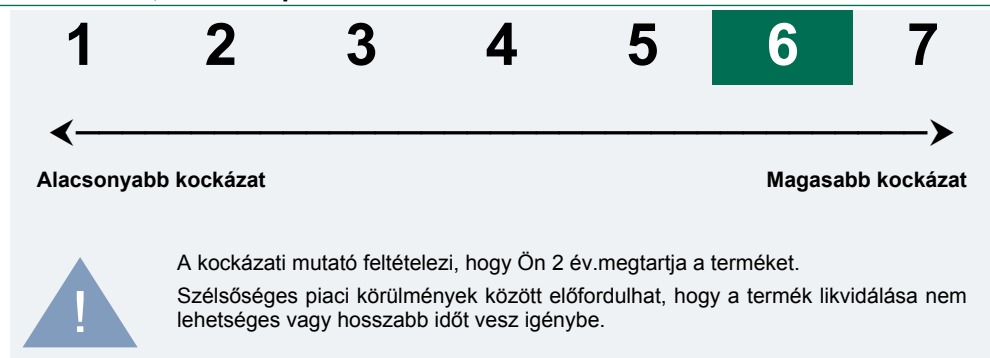 1 2 3 4 5 6 7
Alacsonyabb kockázat Magasabb kockázat
A kockázati mutató feltételezi, hogy Ön 2 év.megtartja a terméket.
Szélsőséges piaci körülmények között előfordulhat, hogy a termék likvidálása nem
lehetséges vagy hosszabb időt vesz igénybe.
!